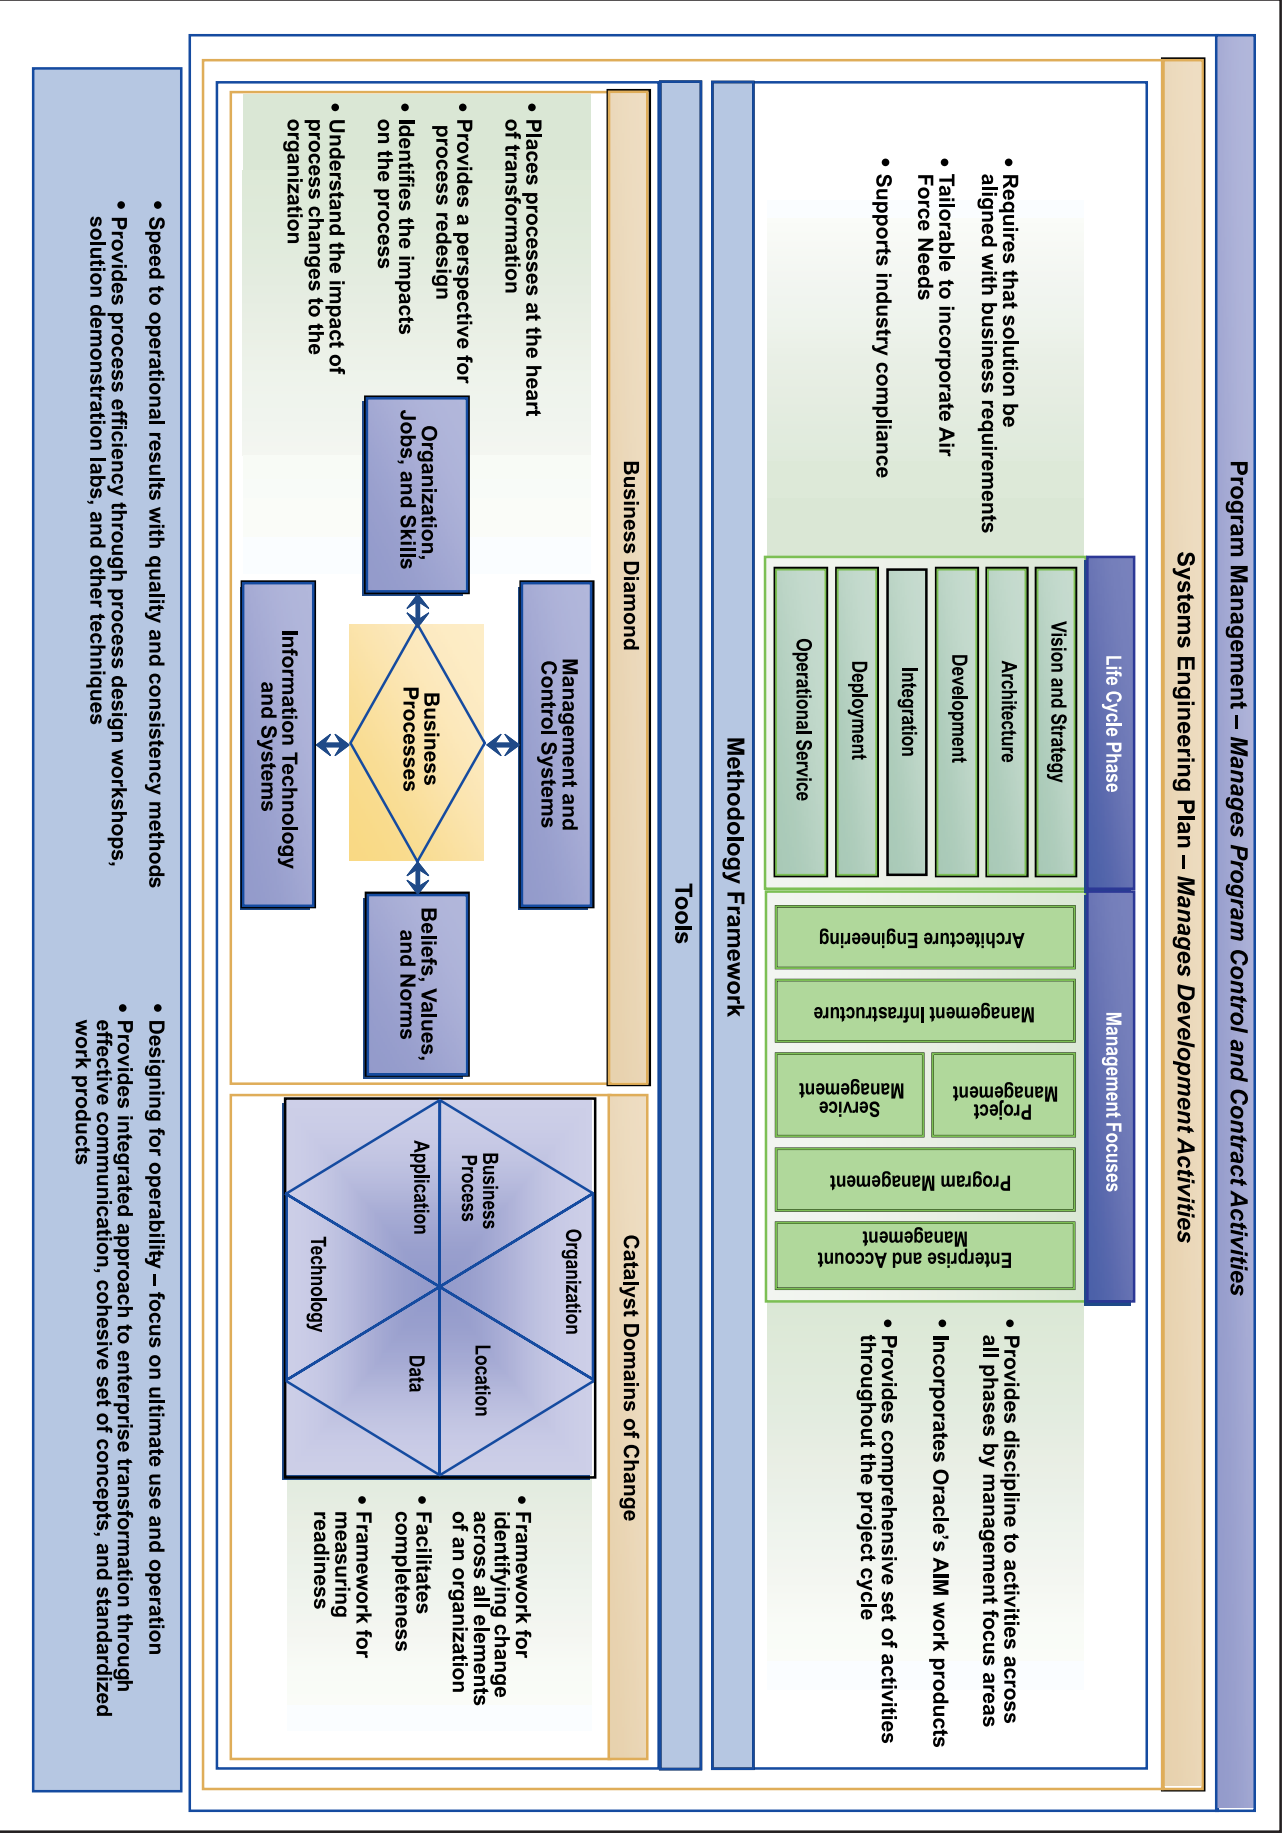 Program Management – Manages Program Control and Contract Activities
Systems Engineering Plan – Manages Development Activities
• Requires that solution be
aligned with business requirements
• Tailorable to incorporate Air
Force Needs
• Supports industry compliance
Life Cycle Phase
Vision and Strategy
Architecture
Development
Integration
Deployment
Operational Service
Management Focuses
Architecture Engineering
Management Infrastructure
Project
Management
Service
Management
Program Management
Enterprise and Account
Management
• Provides discipline to activities across
all phases by management focus areas
• Incorporates Oracle’s AIM work products
• Provides comprehensive set of activities
throughout the project cycle
Methodology Framework
Tools
Business Diamond
• Places processes at the heart
of transformation
• Provides a perspective for
process redesign
• Identifies the impacts
on the process
• Understand the impact of
process changes to the
organization
Management and
Control Systems
Organization,
Jobs, and Skills
Business
Processes
Beliefs, Values,
and Norms
Information Technology
and Systems
Catalyst Domains of Change
Organization
Business
Process
Location
Application
Data
Technology
• Framework for
identifying change
across all elements
of an organization
• Facilitates
completeness
• Framework for
measuring
readiness
• Speed to operational results with quality and consistency methods
• Provides process efficiency through process design workshops,
solution demonstration labs, and other techniques
• Designing for operability – focus on ultimate use and operation
• Provides integrated approach to enterprise transformation through
effective communication, cohesive set of concepts, and standardized
work products